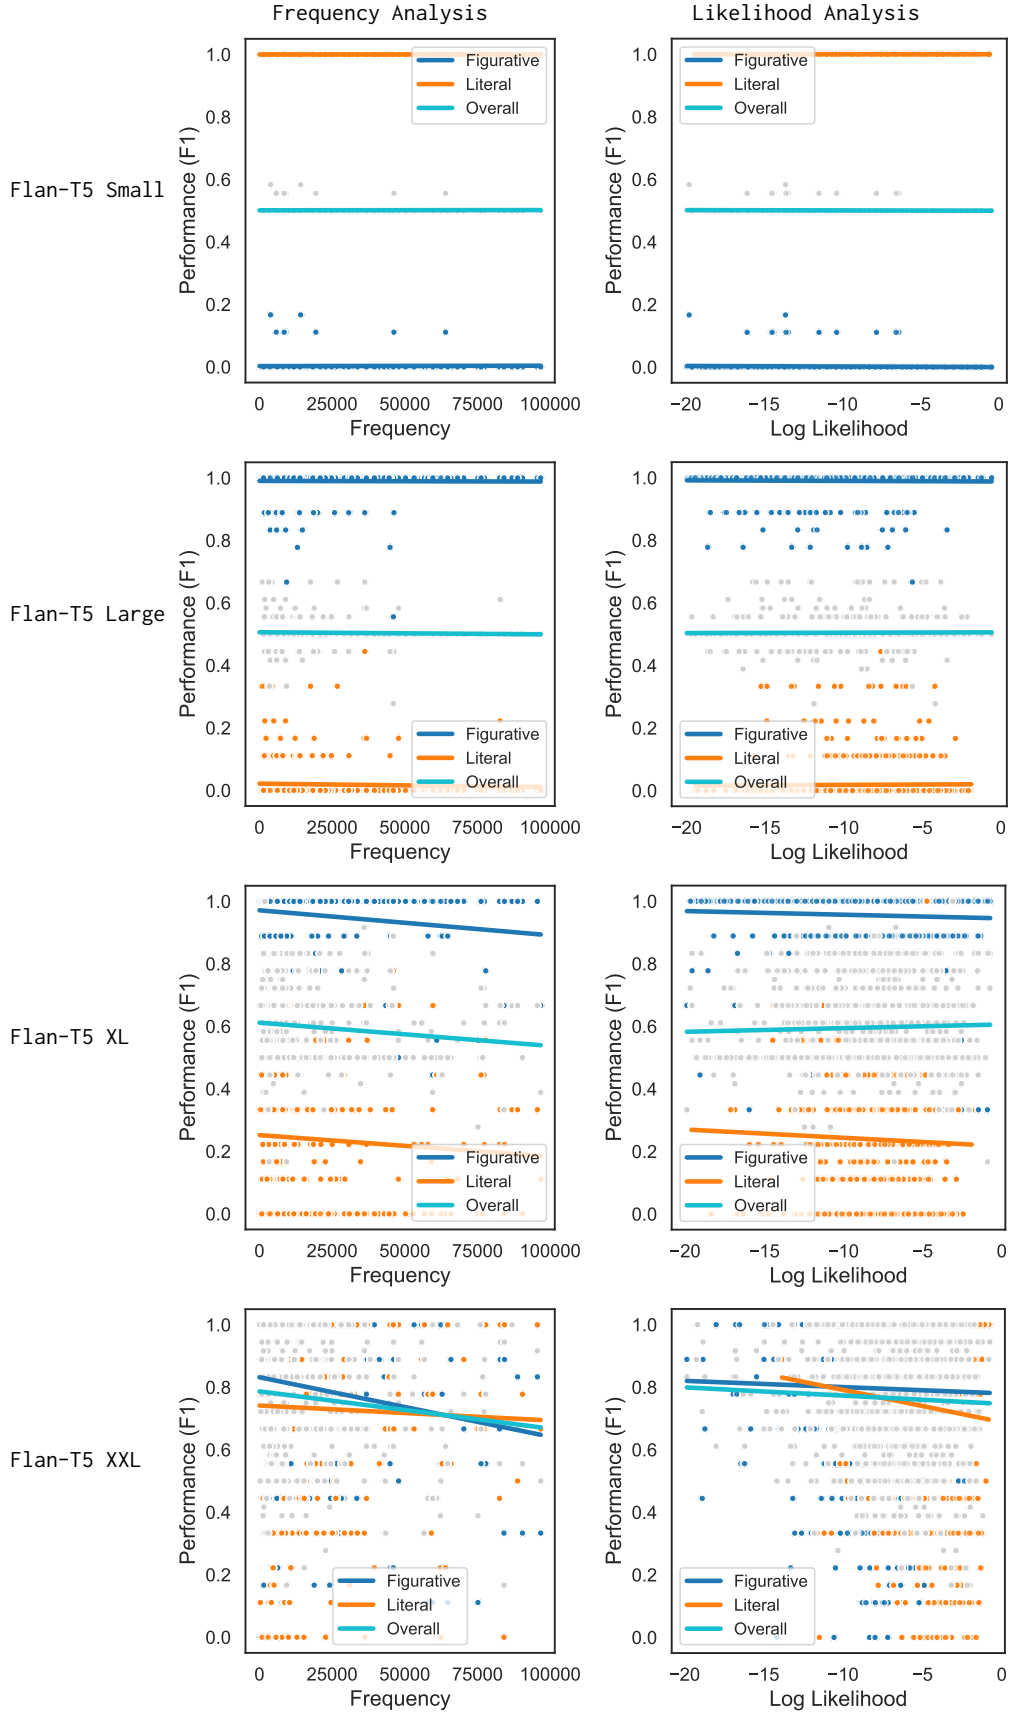 Frequency Analysis
Likelihood Analysis
Flan-T5 Small
Performance (F1)
1.0
0.8
0.6
0.4
0.2
0.0
Figurative
Literal
Overall
0 25000 50000 75000 100000
Frequency
Performance (F1)
1.0
0.8
0.6
0.4
0.2
0.0
Figurative
Literal
Overall
−20 −15 −10 −5 0
Log Likelihood
Flan-T5 Large
Performance (F1)
1.0
0.8
0.6
0.4
0.2
0.0
Figurative
Literal
Overall
0 25000 50000 75000 100000
Frequency
Performance (F1)
1.0
0.8
0.6
0.4
0.2
0.0
Figurative
Literal
Overall
−20 −15 −10 −5 0
Log Likelihood
Flan-T5 XL
Performance (F1)
1.0
0.8
0.6
0.4
0.2
0.0
Figurative
Literal
Overall
0 25000 50000 75000 100000
Frequency
Performance (F1)
1.0
0.8
0.6
0.4
0.2
0.0
Figurative
Literal
Overall
−20 −15 −10 −5 0
Log Likelihood
Flan-T5 XXL
Performance (F1)
1.0
0.8
0.6
0.4
0.2
0.0
Figurative
Literal
Overall
0 25000 50000 75000 100000
Frequency
Performance (F1)
1.0
0.8
0.6
0.4
0.2
0.0
Figurative
Literal
Overall
−20 −15 −10 −5 0
Log Likelihood